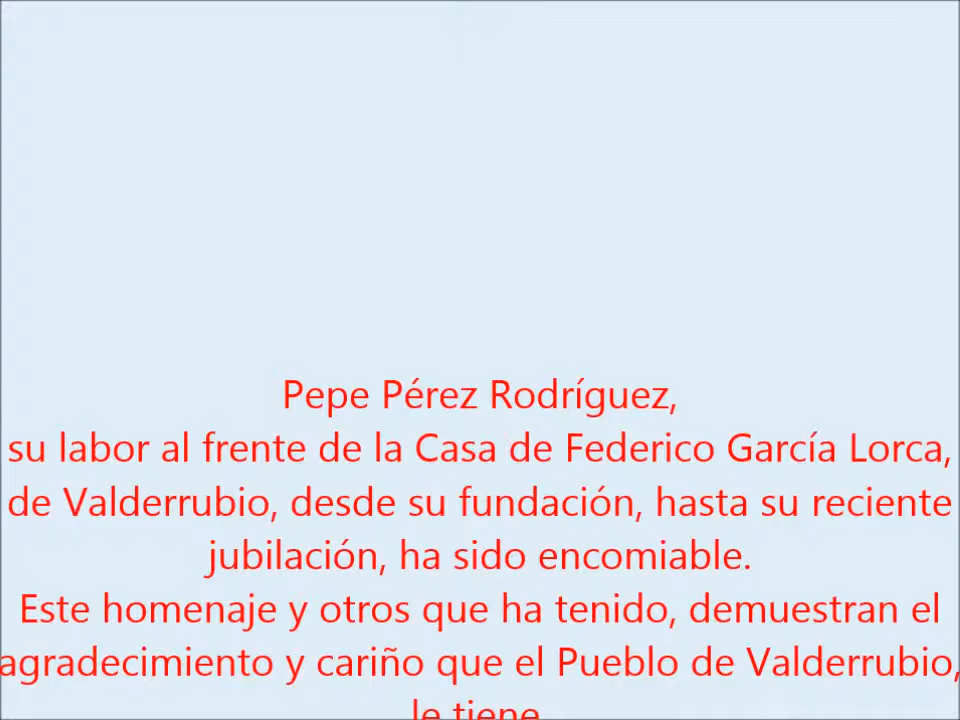 Pepe Pérez Rodríguez,
su labor al frente de la Casa de Federico García Lorca,
de Valderrubio, desde su fundación, hasta su reciente
jubilación, ha sido encomiable.
Este homenaje y otros que ha tenido, demuestran el
agradecimiento y cariño que el Pueblo de Valderrubio,
le tiene